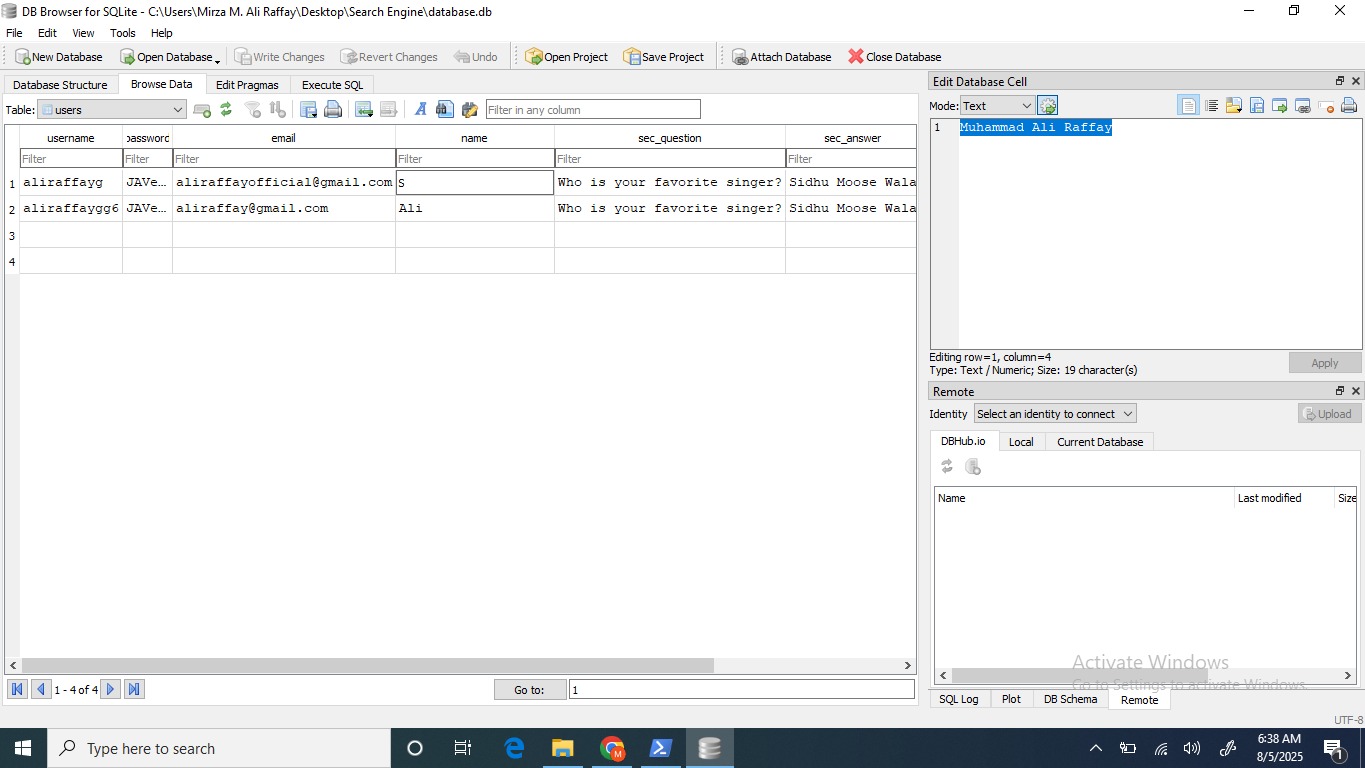 DB Browser for SQLite - C:\Users\Mirza M. Ali Raffay\Desktop\Search Engine\database.db
File Edit View Tools Help
New Database Open Database Write Changes Revert Changes Undo Open Project Save Project Attach Database Close Database
Database Structure Browse Data Edit Pragmas Execute SQL
Table: users Filter in any column
username password email name sec_question sec_answer
Filter Filter Filter Filter Filter Filter
1 aliraffayg JAVe... aliraffayofficial@gmail.com S Who is your favorite singer? Sidhu Moose Wala
2 aliraffaygg6 JAVe... aliraffay@gmail.com Ali Who is your favorite singer? Sidhu Moose Wala
3
4
1 - 4 of 4 Go to: 1
Edit Database Cell
Mode: Text
1 Muhammad Ali Raffay
Editing row=1, column=4
Type: Text / Numeric; Size: 19 character(s)
Apply
Remote
Identity Select an identity to connect Upload
DBHub.io Local Current Database
Name Last modified Size
Activate Windows
Go to Settings to activate Windows.
SQL Log Plot DB Schema Remote
UTF-8
Type here to search
6:38 AM
8/5/2025
1